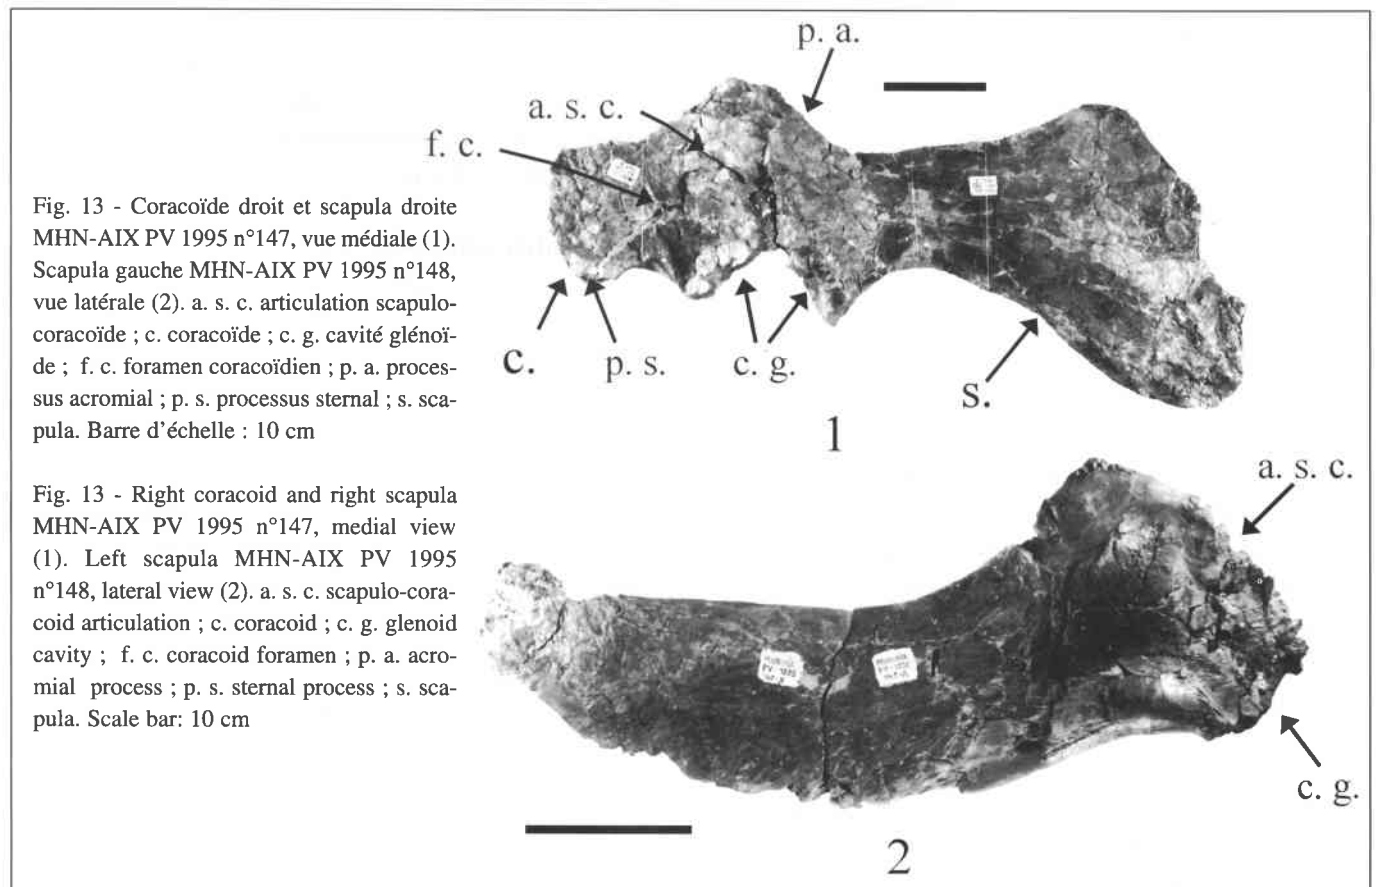 Fig. 13 - Coracoïde droit et scapula droite
MHN-AIX PV 1995 n°147, vue médiale (1).
Scapula gauche MHN-AIX PV 1995 n°148,
vue latérale (2). a. s. c. articulation scapulo-
coracoïde ; c. coracoïde ; c. g. cavité glénoï-
de ; f. c. foramen coracoïdien ; p. a. proces-
sus acromial ; p. s. processus sternal ; s. sca-
pula. Barre d'échelle : 10 cm
Fig. 13 - Right coracoid and right scapula
MHN-AIX PV 1995 n°147, medial view
(1). Left scapula MHN-AIX PV 1995
n°148, lateral view (2). a. s. c. scapulo-cora-
coid articulation ; c. coracoid ; c. g. glenoid
cavity ; f. c. coracoid foramen ; p. a. acro-
mial process ; p. s. sternal process ; s. sca-
pula. Scale bar: 10 cm
p. a.
a. s. c.
f. c.
c.
p. s.
c. g.
s.
1
a. s. c.
c. g.
2